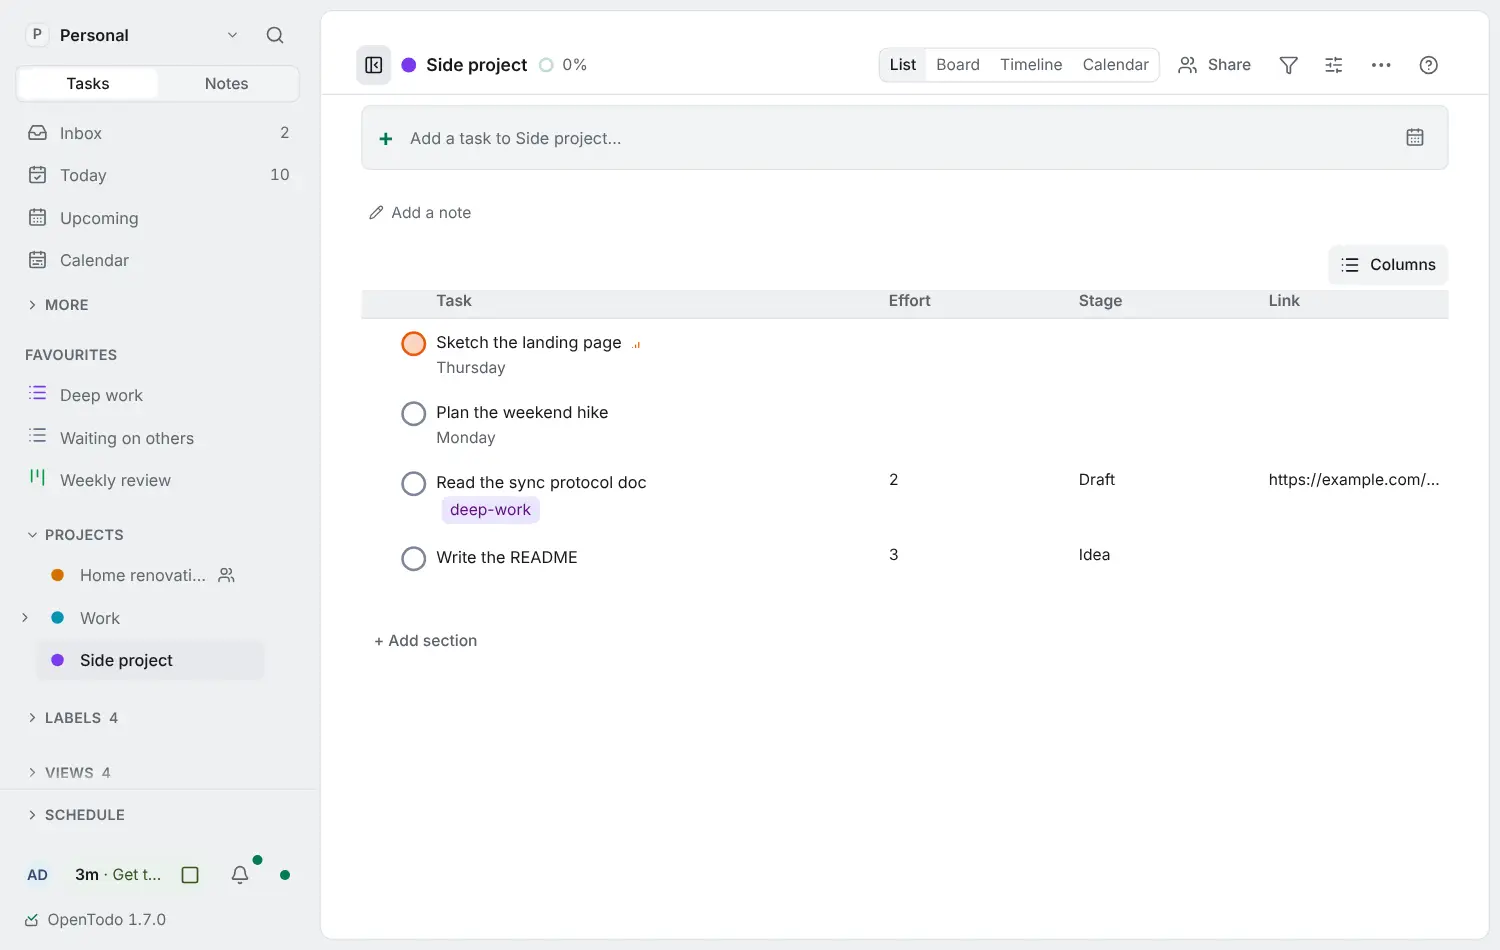 P Personal
Tasks Notes
Inbox 2
Today 10
Upcoming
Calendar
MORE
FAVOURITES
Deep work
Waiting on others
Weekly review
PROJECTS
Home renovati...
Work
Side project
LABELS 4
VIEWS 4
SCHEDULE
AD 3m · Get t...
OpenTodo 1.7.0
Side project 0%
List Board Timeline Calendar Share
+ Add a task to Side project...
Add a note
Columns
Task Effort Stage Link
Sketch the landing page
Thursday
Plan the weekend hike
Monday
Read the sync protocol doc 2 Draft https://example.com/...
deep-work
Write the README 3 Idea
+ Add section